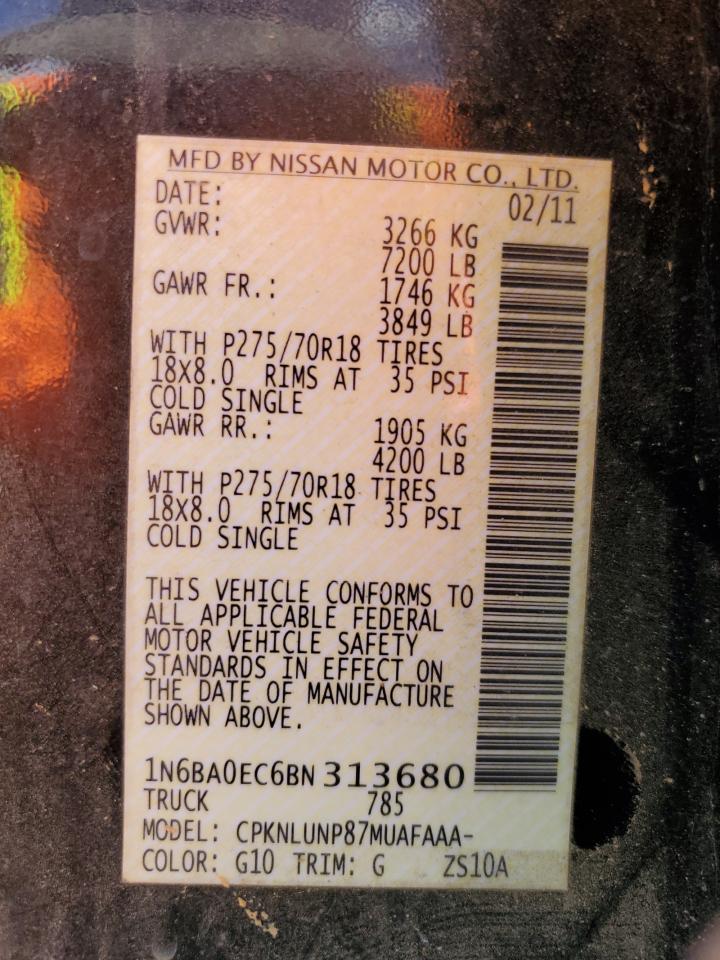 MFD BY NISSAN MOTOR CO., LTD.
DATE: 02/11
GVWR: 3266 KG
7200 LB
GAWR FR.: 1746 KG
3849 LB
WITH P275/70R18 TIRES
18X8.0 RIMS AT 35 PSI
COLD SINGLE
GAWR RR.: 1905 KG
4200 LB
WITH P275/70R18 TIRES
18X8.0 RIMS AT 35 PSI
COLD SINGLE
THIS VEHICLE CONFORMS TO
ALL APPLICABLE FEDERAL
MOTOR VEHICLE SAFETY
STANDARDS IN EFFECT ON
THE DATE OF MANUFACTURE
SHOWN ABOVE.
1N6BA0EC6BN313680
TRUCK 785
MODEL: CPKNLUNP87MUAFAAA-
COLOR: G10 TRIM: G ZS10A